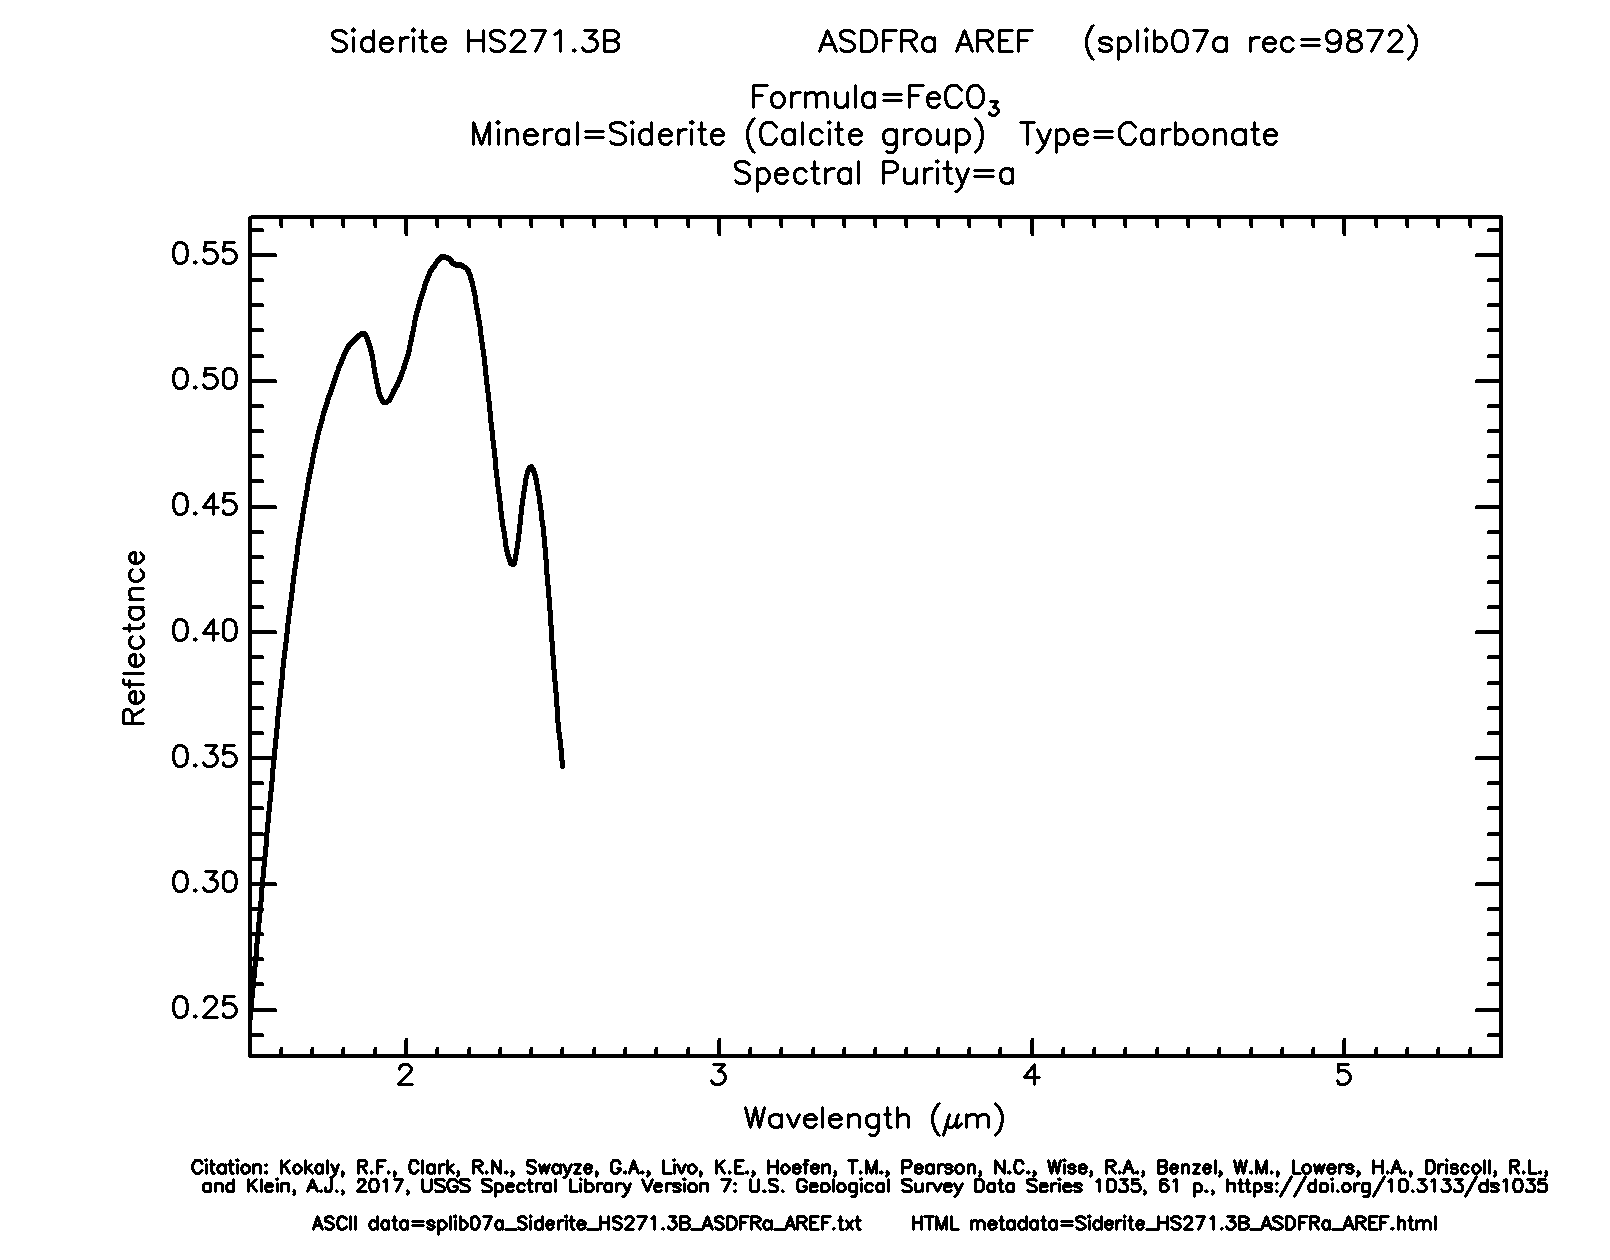 Siderite HS271.3B ASDFRa AREF (splib07a rec=9872)
Formula=FeCO3
Mineral=Siderite (Calcite group) Type=Carbonate
Spectral Purity=a
0.55
0.50
0.45
0.40
0.35
0.30
0.25
Reflectance
2 3 4 5
Wavelength (μm)
Citation: Kokaly, R.F., Clark, R.N., Swayze, G.A., Livo, K.E., Hoefen, T.M., Pearson, N.C., Wise, R.A., Benzel, W.M., Lowers, H.A., Driscoll, R.L.,
and Klein, A.J., 2017, USGS Spectral Library Version 7: U.S. Geological Survey Data Series 1035, 61 p., https://doi.org/10.3133/ds1035
ASCII data=splib07a_Siderite_HS271.3B_ASDFRa_AREF.txt HTML metadata=Siderite_HS271.3B_ASDFRa_AREF.html